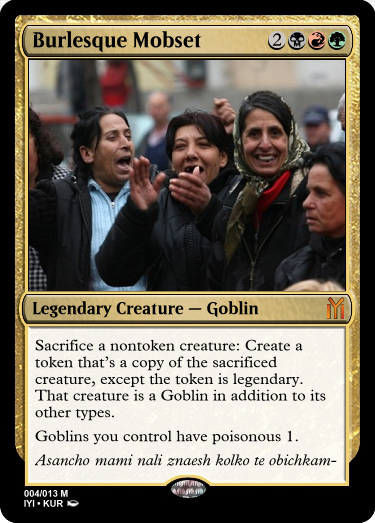 Burlesque Mobset 2
Legendary Creature — Goblin
Sacrifice a nontoken creature: Create a
token that's a copy of the sacrificed
creature, except the token is legendary.
That creature is a Goblin in addition to its
other types.
Goblins you control have poisonous 1.
Asancho mami nali znaesh kolko te obichkam-
004/013 M
IYI • KUR